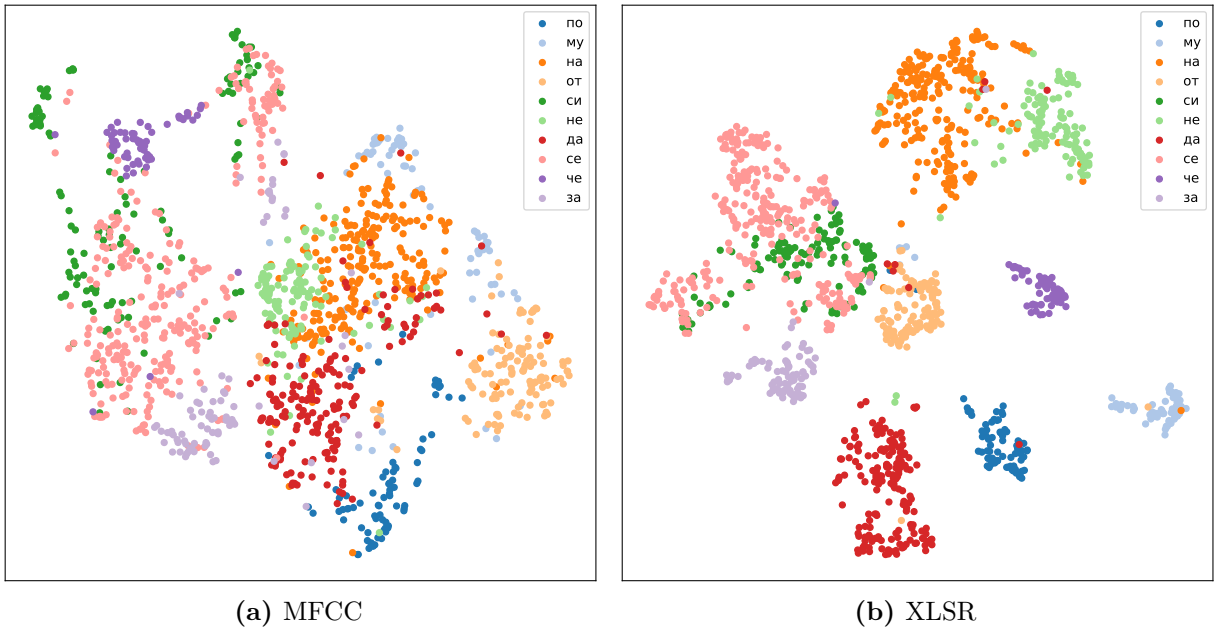 по
му
на
от
си
не
да
се
че
за
по
му
на
от
си
не
да
се
че
за
(a) MFCC
(b) XLSR